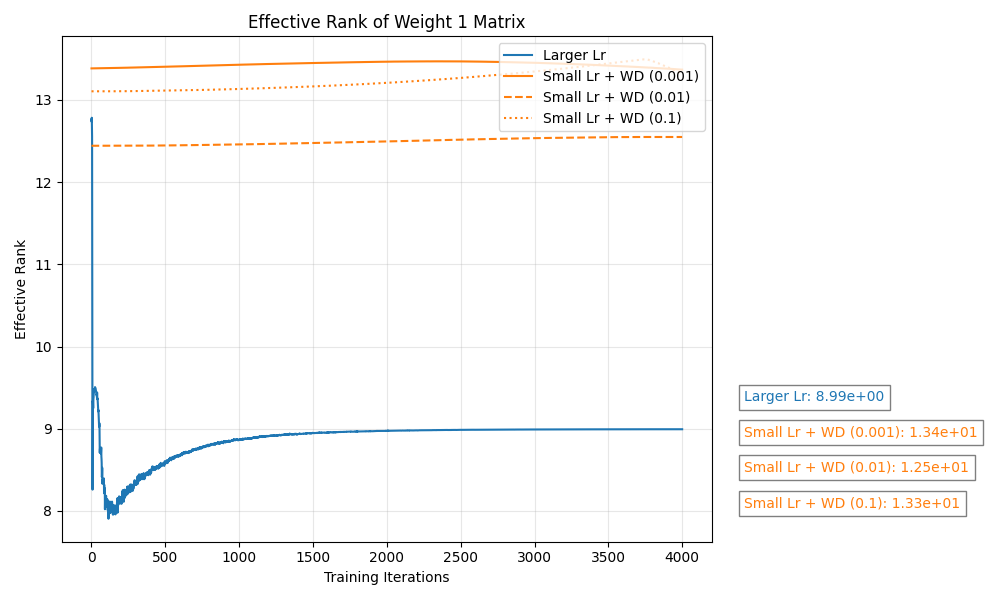 Effective Rank of Weight 1 Matrix
Larger Lr
Small Lr + WD (0.001)
Small Lr + WD (0.01)
Small Lr + WD (0.1)
Effective Rank
13
12
11
10
9
8
0
500
1000
1500
2000
2500
3000
3500
4000
Training Iterations
Larger Lr: 8.99e+00
Small Lr + WD (0.001): 1.34e+01
Small Lr + WD (0.01): 1.25e+01
Small Lr + WD (0.1): 1.33e+01